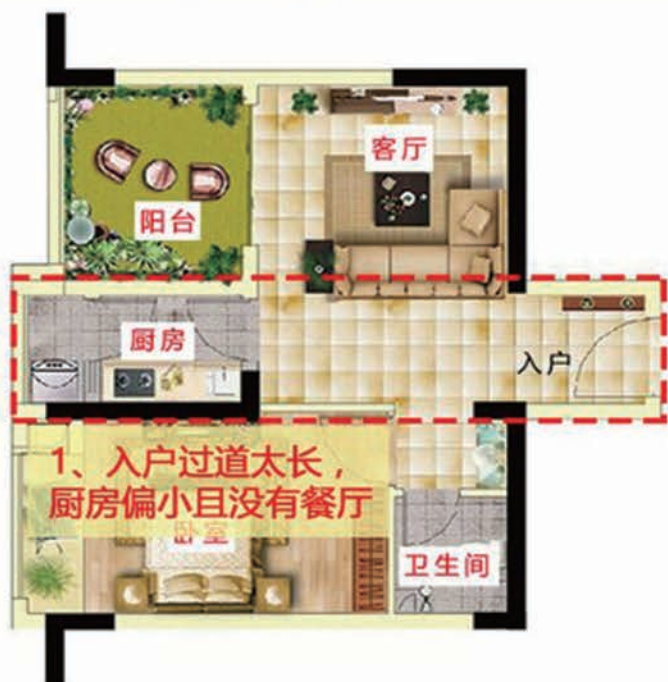 客厅
阳台
厨房
入户
1、入户过道太长，
厨房偏小且没有餐厅
卧室
卫生间